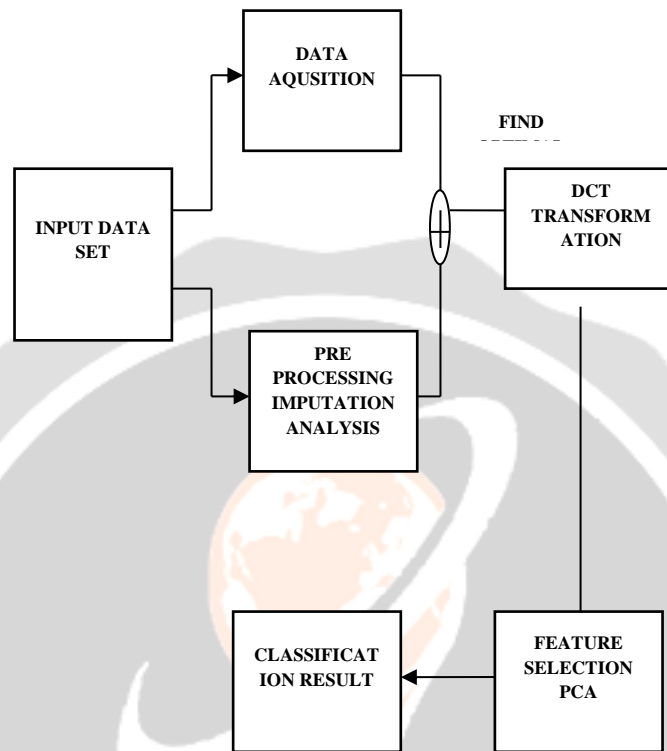 DATA
AQUSITION
FIND
INPUT DATA
SET
DCT
TRANSFORM
ATION
PRE
PROCESSING
IMPUTATION
ANALYSIS
CLASSIFICAT
ION RESULT
FEATURE
SELECTION
PCA